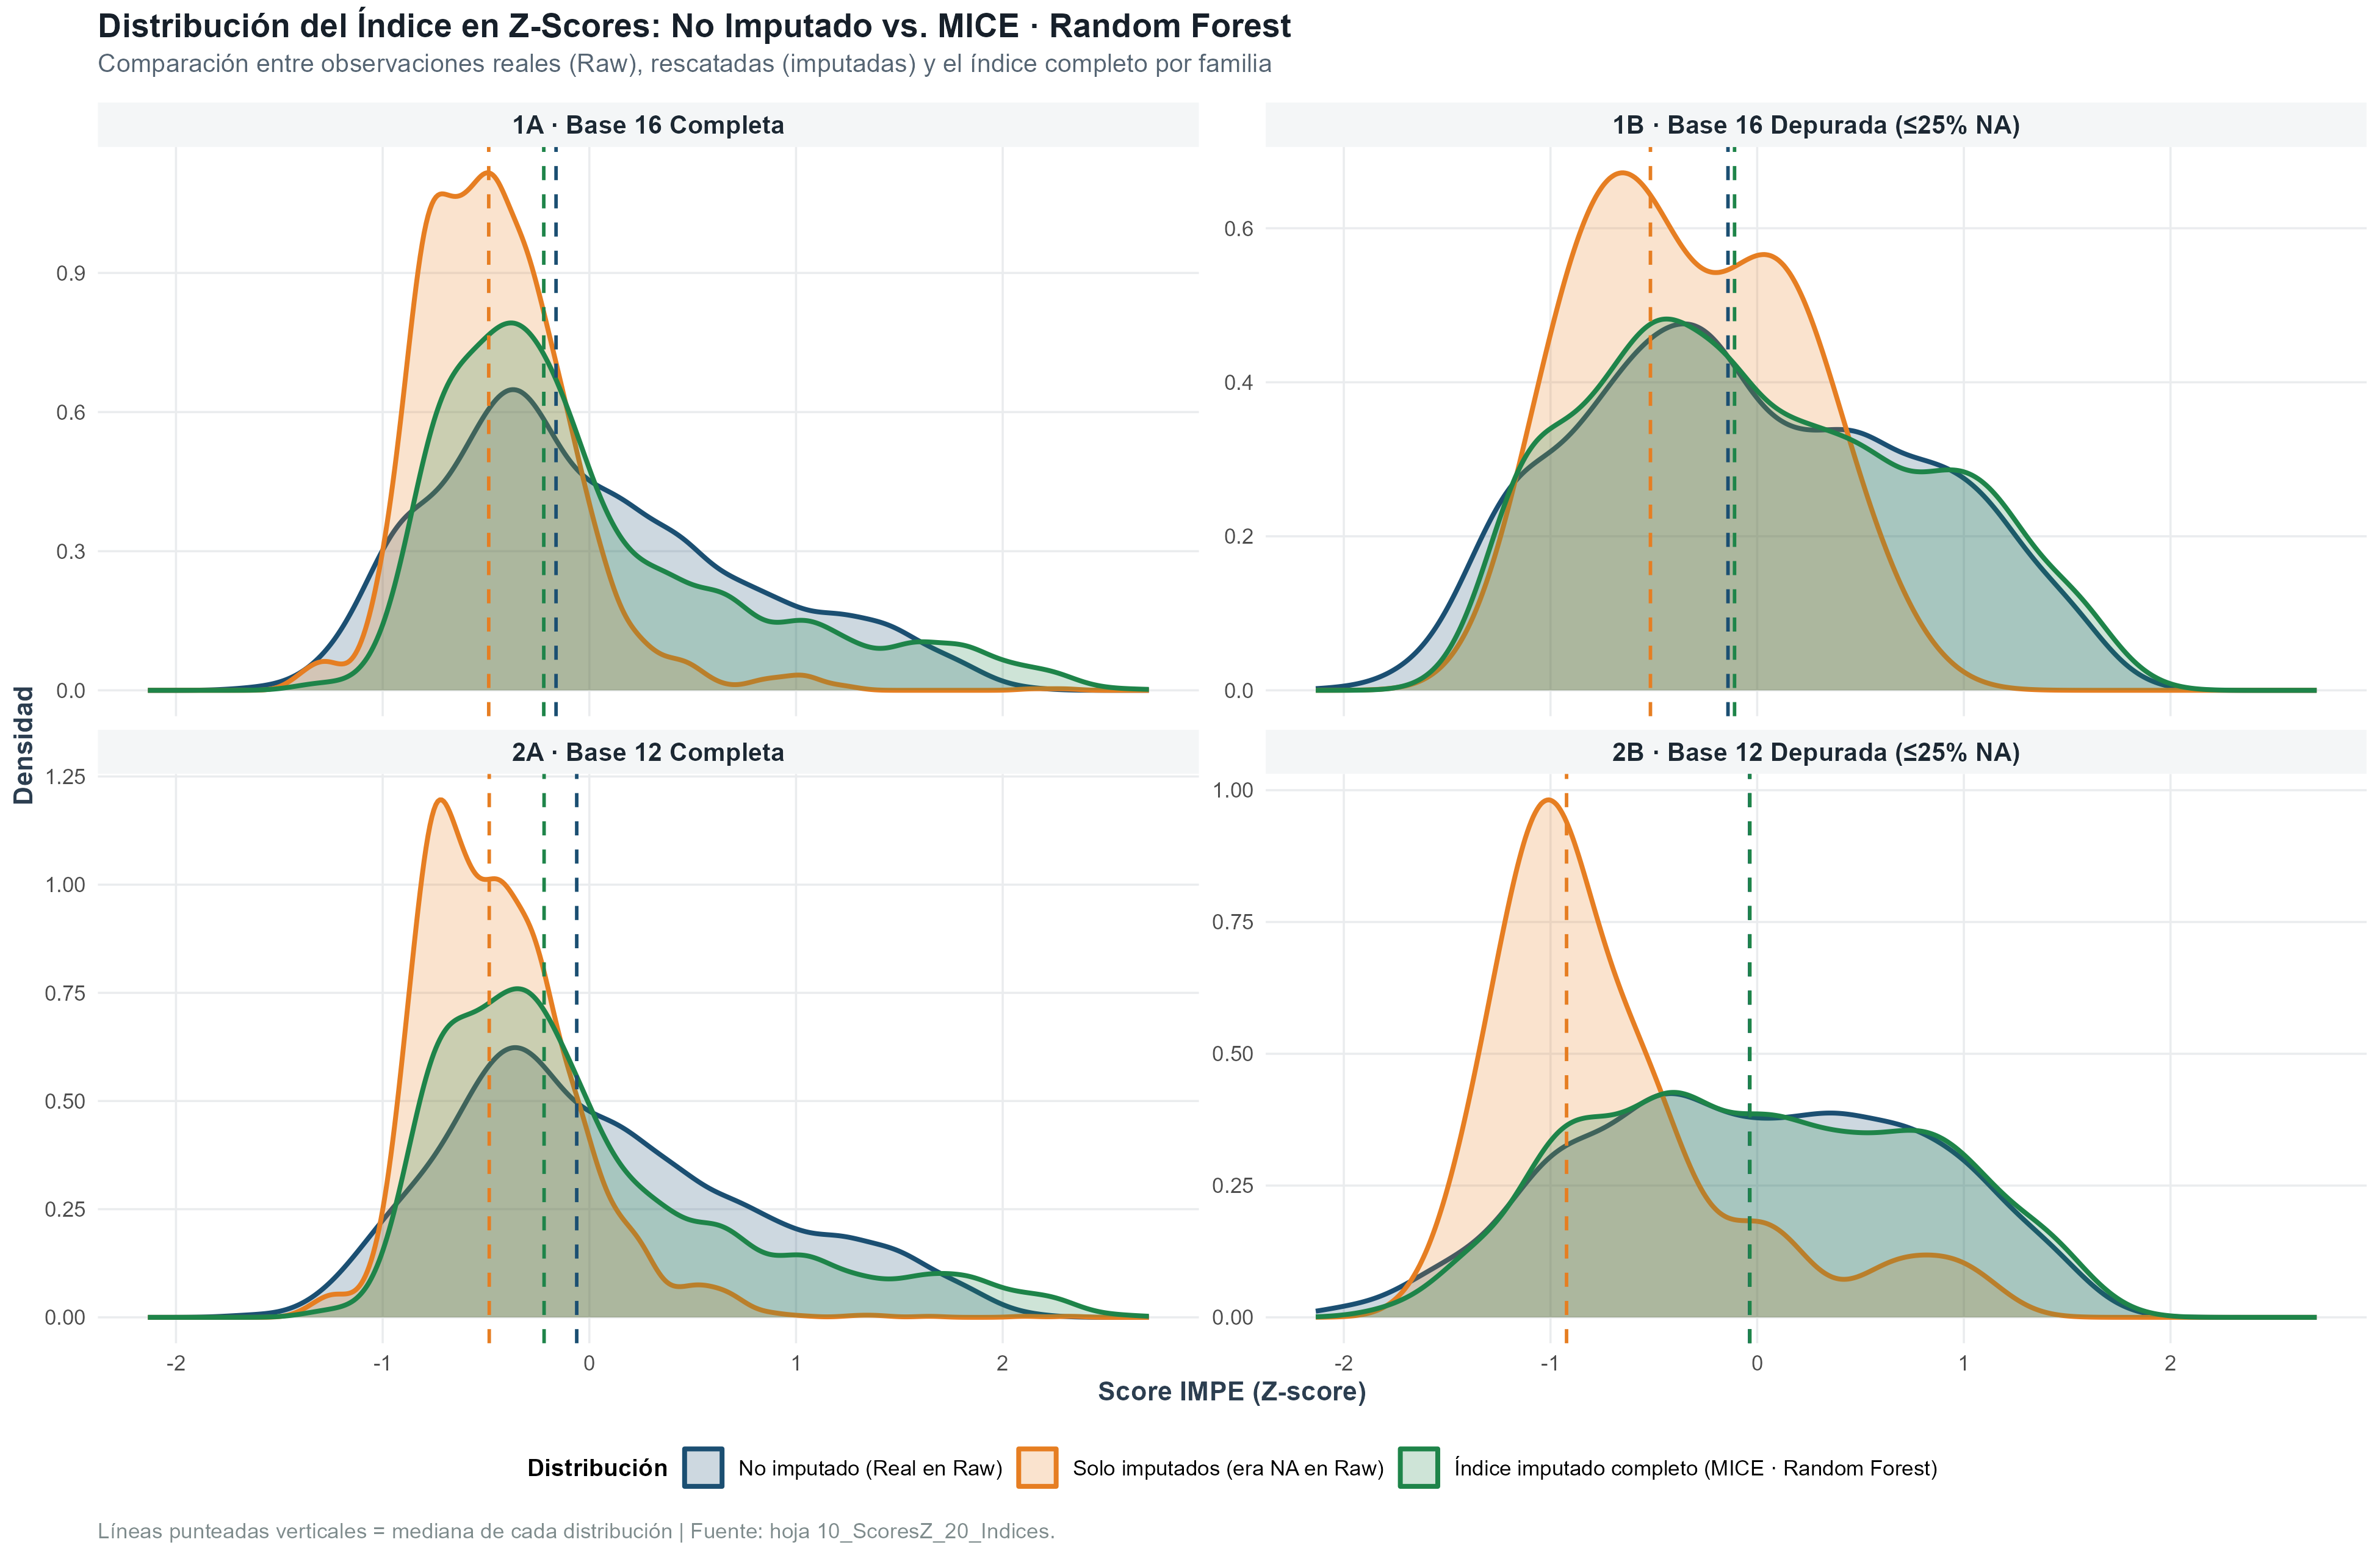 Distribución del Índice en Z-Scores: No Imputado vs. MICE · Random Forest
Comparación entre observaciones reales (Raw), rescatadas (imputadas) y el índice completo por familia
1A · Base 16 Completa
1B · Base 16 Depurada (≤25% NA)
0.9
0.6
0.3
0.0
0.6
0.4
0.2
0.0
Densidad
2A · Base 12 Completa
2B · Base 12 Depurada (≤25% NA)
1.25
1.00
0.75
0.50
0.25
0.00
1.00
0.75
0.50
0.25
0.00
-2 -1 0 1 2
-2 -1 0 1 2
Score IMPE (Z-score)
Distribución No imputado (Real en Raw) Solo imputados (era NA en Raw) Índice imputado completo (MICE · Random Forest)
Líneas punteadas verticales = mediana de cada distribución | Fuente: hoja 10_ScoresZ_20_Indices.